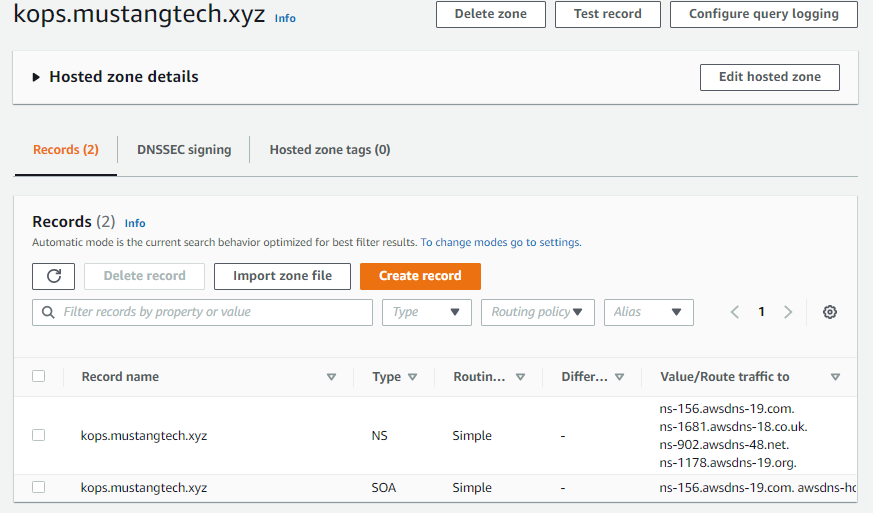 kops.mustangtech.xyz Info Delete zone Test record Configure query logging
Hosted zone details Edit hosted zone
Records (2) DNSSEC signing Hosted zone tags (0)
Records (2) Info
Automatic mode is the current search behavior optimized for best filter results. To change modes go to settings.
Delete record Import zone file Create record
Filter records by property or value Type Routing policy Alias 1
Record name Type Routin... Differ... Value/Route traffic to
kops.mustangtech.xyz NS Simple - ns-156.awsdns-19.com.
ns-1681.awsdns-18.co.uk.
ns-902.awsdns-48.net.
ns-1178.awsdns-19.org.
kops.mustangtech.xyz SOA Simple - ns-156.awsdns-19.com.